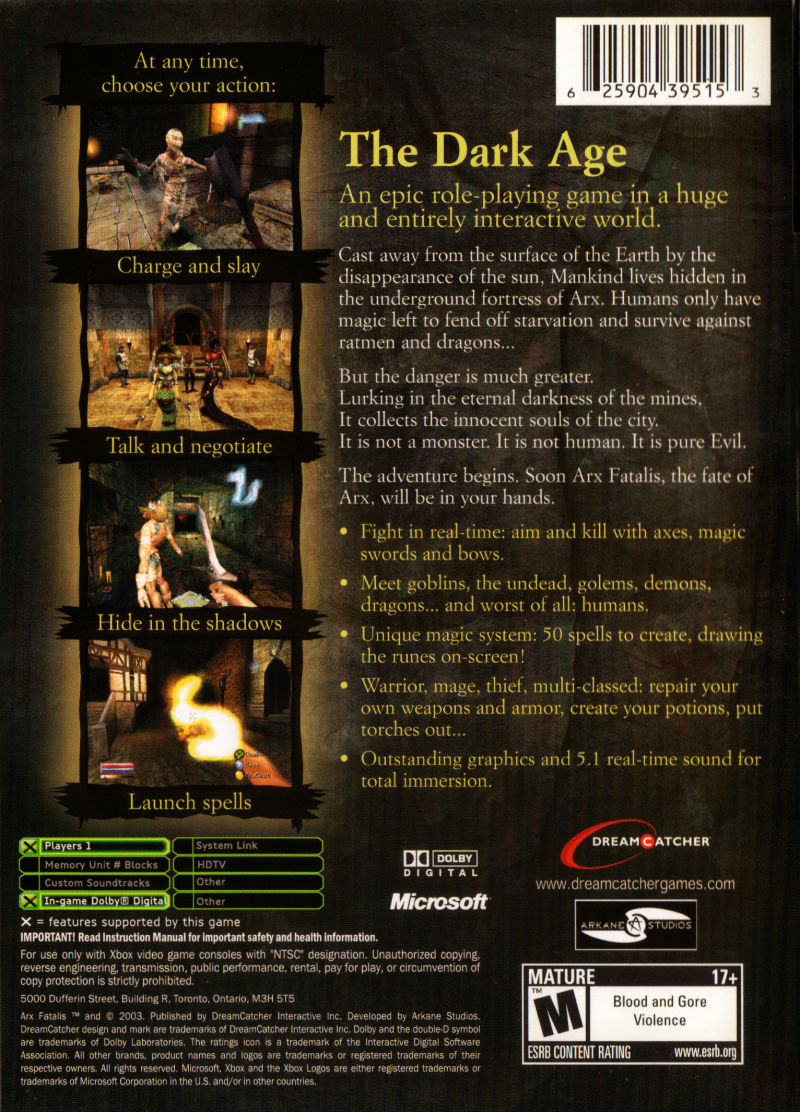 At any time,
choose your action:
Charge and slay
Talk and negotiate
Hide in the shadows
Launch spells
6 25904 39515 3
The Dark Age
An epic role-playing game in a huge
and entirely interactive world.
Cast away from the surface of the Earth by the
disappearance of the sun, Mankind lives hidden in
the underground fortress of Arx. Humans only have
magic left to fend off starvation and survive against
ratmen and dragons...
But the danger is much greater.
Lurking in the eternal darkness of the mines,
It collects the innocent souls of the city.
It is not a monster. It is not human. It is pure Evil.
The adventure begins. Soon Arx Fatalis, the fate of
Arx, will be in your hands.
• Fight in real-time: aim and kill with axes, magic
swords and bows.
• Meet goblins, the undead, golems, demons,
dragons... and worst of all: humans.
• Unique magic system: 50 spells to create, drawing
the runes on-screen!
• Warrior, mage, thief, multi-classed: repair your
own weapons and armor, create your potions, put
torches out...
• Outstanding graphics and 5.1 real-time sound for
total immersion.
X Players 1
Memory Unit # Blocks
Custom Soundtracks
X In-game Dolby® Digital
System Link
HDTV
Other
Other
X = features supported by this game
IMPORTANT! Read Instruction Manual for important safety and health information.
For use only with Xbox video game consoles with "NTSC" designation. Unauthorized copying,
reverse engineering, transmission, public performance, rental, pay for play, or circumvention of
copy protection is strictly prohibited.
5000 Dufferin Street, Building R, Toronto, Ontario, M3H 5T5
Arx Fatalis ™ and © 2003. Published by DreamCatcher Interactive Inc. Developed by Arkane Studios.
DreamCatcher design and mark are trademarks of DreamCatcher Interactive Inc. Dolby and the double-D symbol
are trademarks of Dolby Laboratories. The ratings icon is a trademark of the Interactive Digital Software
Association. All other brands, product names and logos are trademarks or registered trademarks of their
respective owners. All rights reserved. Microsoft, Xbox and the Xbox Logos are either registered trademarks or
trademarks of Microsoft Corporation in the U.S. and/or in other countries.
DOLBY
DIGITAL
Microsoft
DREAMCATCHER
www.dreamcatchergames.com
ARKANE A STUDIOS
MATURE 17+
™
M
Blood and Gore
Violence
ESRB CONTENT RATING www.esrb.org